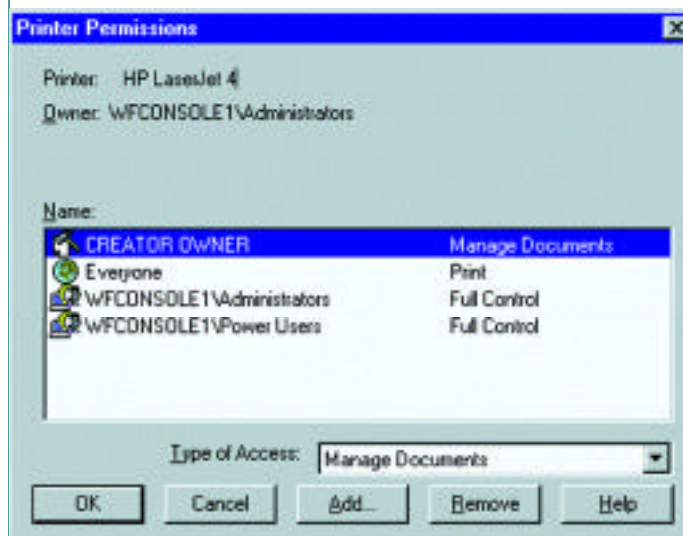 Printer Permissions
Printer: HP LaserJet 4
Owner: WFCONSOLE1\Administrators
Name:
CREATOR OWNER Manage Documents
Everyone Print
WFCONSOLE1\Administrators Full Control
WFCONSOLE1\Power Users Full Control
Type of Access: Manage Documents
OK Cancel Add... Remove Help